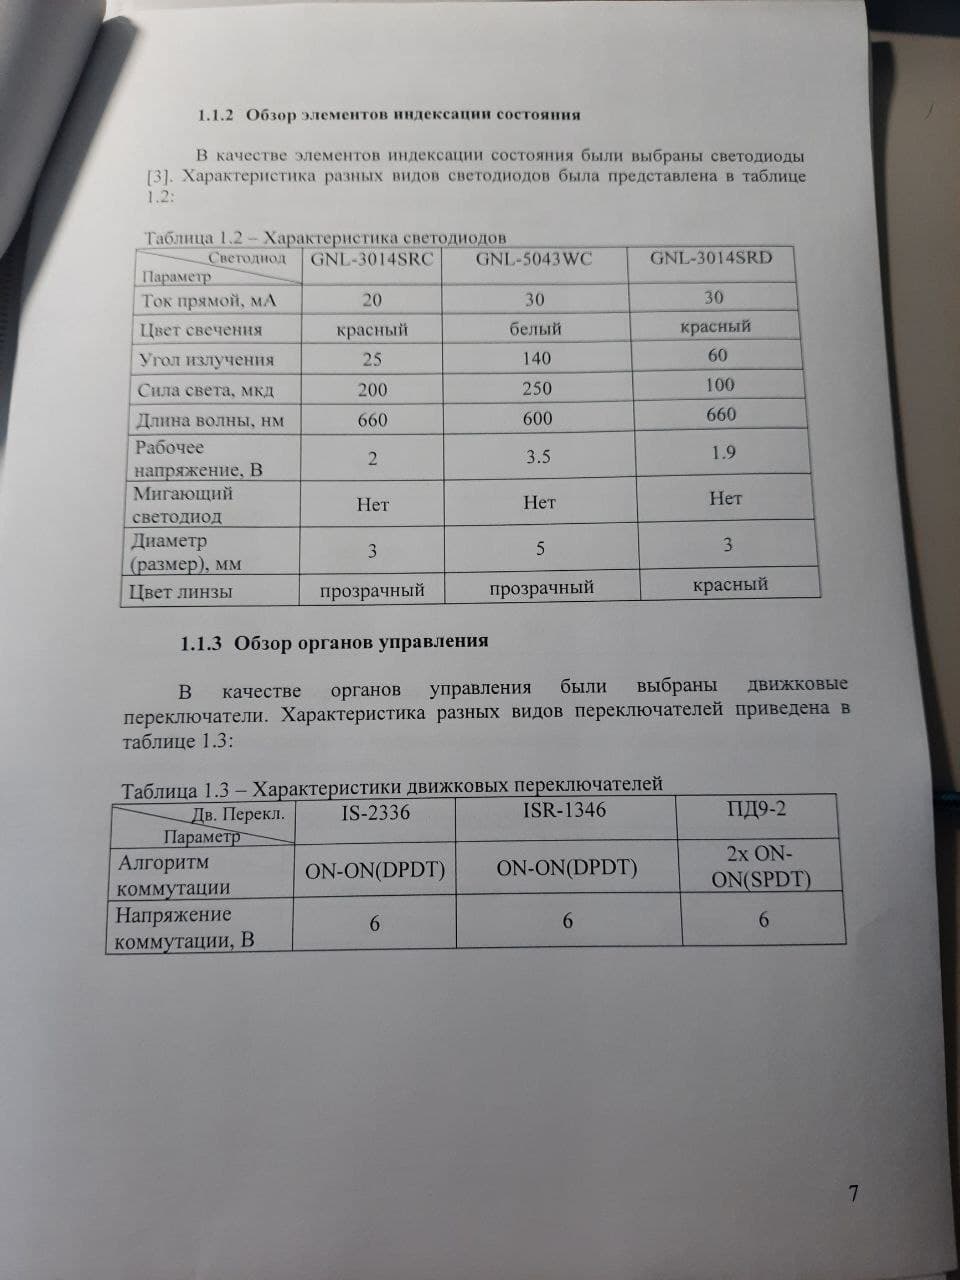 1.1.2 Обзор элементов индексации состояния
В качестве элементов индексации состояния были выбраны светодиоды
[3]. Характеристика разных видов светодиодов была представлена в таблице
1.2:
Таблица 1.2 – Характеристика светодиодов
Светодиод GNL-3014SRC GNL-5043WC GNL-3014SRD
Параметр
Ток прямой, мА 20 30 30
Цвет свечения красный белый красный
Угол излучения 25 140 60
Сила света, мкд 200 250 100
Длина волны, нм 660 600 660
Рабочее
напряжение, В 2 3.5 1.9
Мигающий
светодиод Нет Нет Нет
Диаметр
(размер), мм 3 5 3
Цвет линзы прозрачный прозрачный красный
1.1.3 Обзор органов управления
В качестве органов управления были выбраны движковые
переключатели. Характеристика разных видов переключателей приведена в
таблице 1.3:
Таблица 1.3 – Характеристики движковых переключателей
Дв. Перекл. IS-2336 ISR-1346 ПД9-2
Параметр
Алгоритм
коммутации ON-ON(DPDT) ON-ON(DPDT) 2x ON-
ON(SPDT)
Напряжение
коммутации, В 6 6 6
7